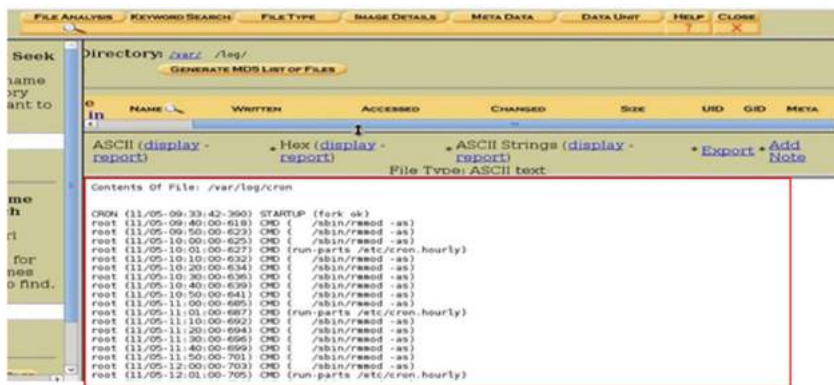 FILE ANALYSIS KEYWORD SEARCH FILE TYPE IMAGE DETAILS META DATA DATA UNIT HELP CLOSE
? X
Seek
Directory: /var/ /log/
GENERATE MD5 LIST OF FILES
name
ory
ant to
e
in
NAME WRITTEN ACCESSED CHANGED SIZE UID GID META
ASCII (display - report) * Hex (display - report) * ASCII Strings (display - report) * Export * Add Note
File Type: ASCII text
Contents Of File: /var/log/cron
me
h
for
mes
o find.
CRON (11/05-09:33:42-390) STARTUP (fork ok)
root (11/05-09:40:00-618) CMD ( /sbin/rmmod -as)
root (11/05-09:50:00-623) CMD ( /sbin/rmmod -as)
root (11/05-10:00:00-625) CMD ( /sbin/rmmod -as)
root (11/05-10:01:00-627) CMD (run-parts /etc/cron.hourly)
root (11/05-10:10:00-632) CMD ( /sbin/rmmod -as)
root (11/05-10:20:00-634) CMD ( /sbin/rmmod -as)
root (11/05-10:30:00-636) CMD ( /sbin/rmmod -as)
root (11/05-10:40:00-639) CMD ( /sbin/rmmod -as)
root (11/05-10:50:00-641) CMD ( /sbin/rmmod -as)
root (11/05-11:00:00-685) CMD ( /sbin/rmmod -as)
root (11/05-11:01:00-687) CMD (run-parts /etc/cron.hourly)
root (11/05-11:10:00-692) CMD ( /sbin/rmmod -as)
root (11/05-11:20:00-694) CMD ( /sbin/rmmod -as)
root (11/05-11:30:00-696) CMD ( /sbin/rmmod -as)
root (11/05-11:40:00-699) CMD ( /sbin/rmmod -as)
root (11/05-11:50:00-701) CMD ( /sbin/rmmod -as)
root (11/05-12:00:00-703) CMD ( /sbin/rmmod -as)
root (11/05-12:01:00-705) CMD (run-parts /etc/cron.hourly)